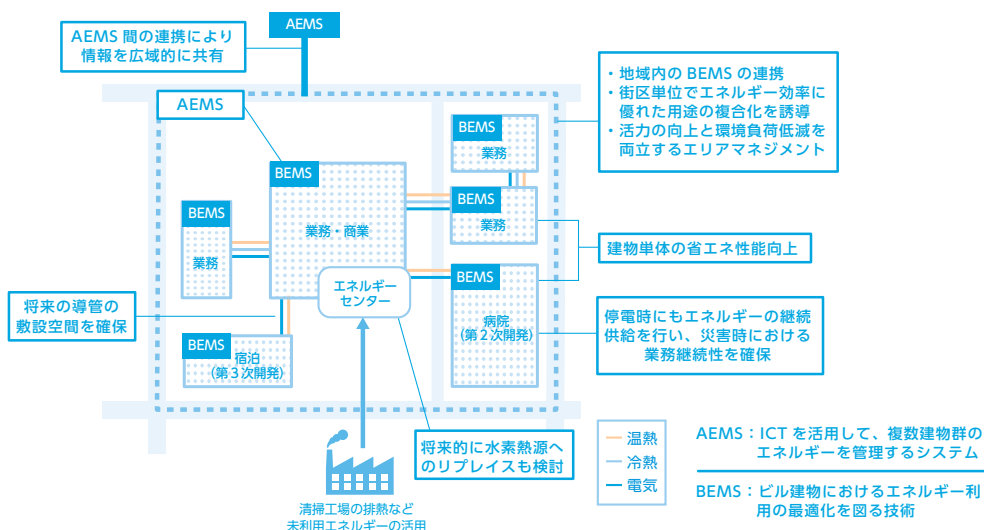 AEMS
AEMS 間の連携により
情報を広域的に共有
AEMS
・地域内の BEMS の連携
・街区単位でエネルギー効率に
優れた用途の複合化を誘導
・活力の向上と環境負荷低減を
両立するエリアマネジメント
BEMS
業務
BEMS
業務・商業
BEMS
業務
BEMS
業務
建物単体の省エネ性能向上
エネルギー
センター
BEMS
病院
(第2次開発)
将来の導管の
敷設空間を確保
停電時にもエネルギーの継続
供給を行い、災害時における
業務継続性を確保
BEMS
宿泊
(第3次開発)
将来的に水素熱源へ
のリプレイスも検討
清掃工場の排熱など
未利用エネルギーの活用
温熱
冷熱
電気
AEMS：ICT を活用して、複数建物群の
エネルギーを管理するシステム
BEMS：ビル建物におけるエネルギー利
用の最適化を図る技術